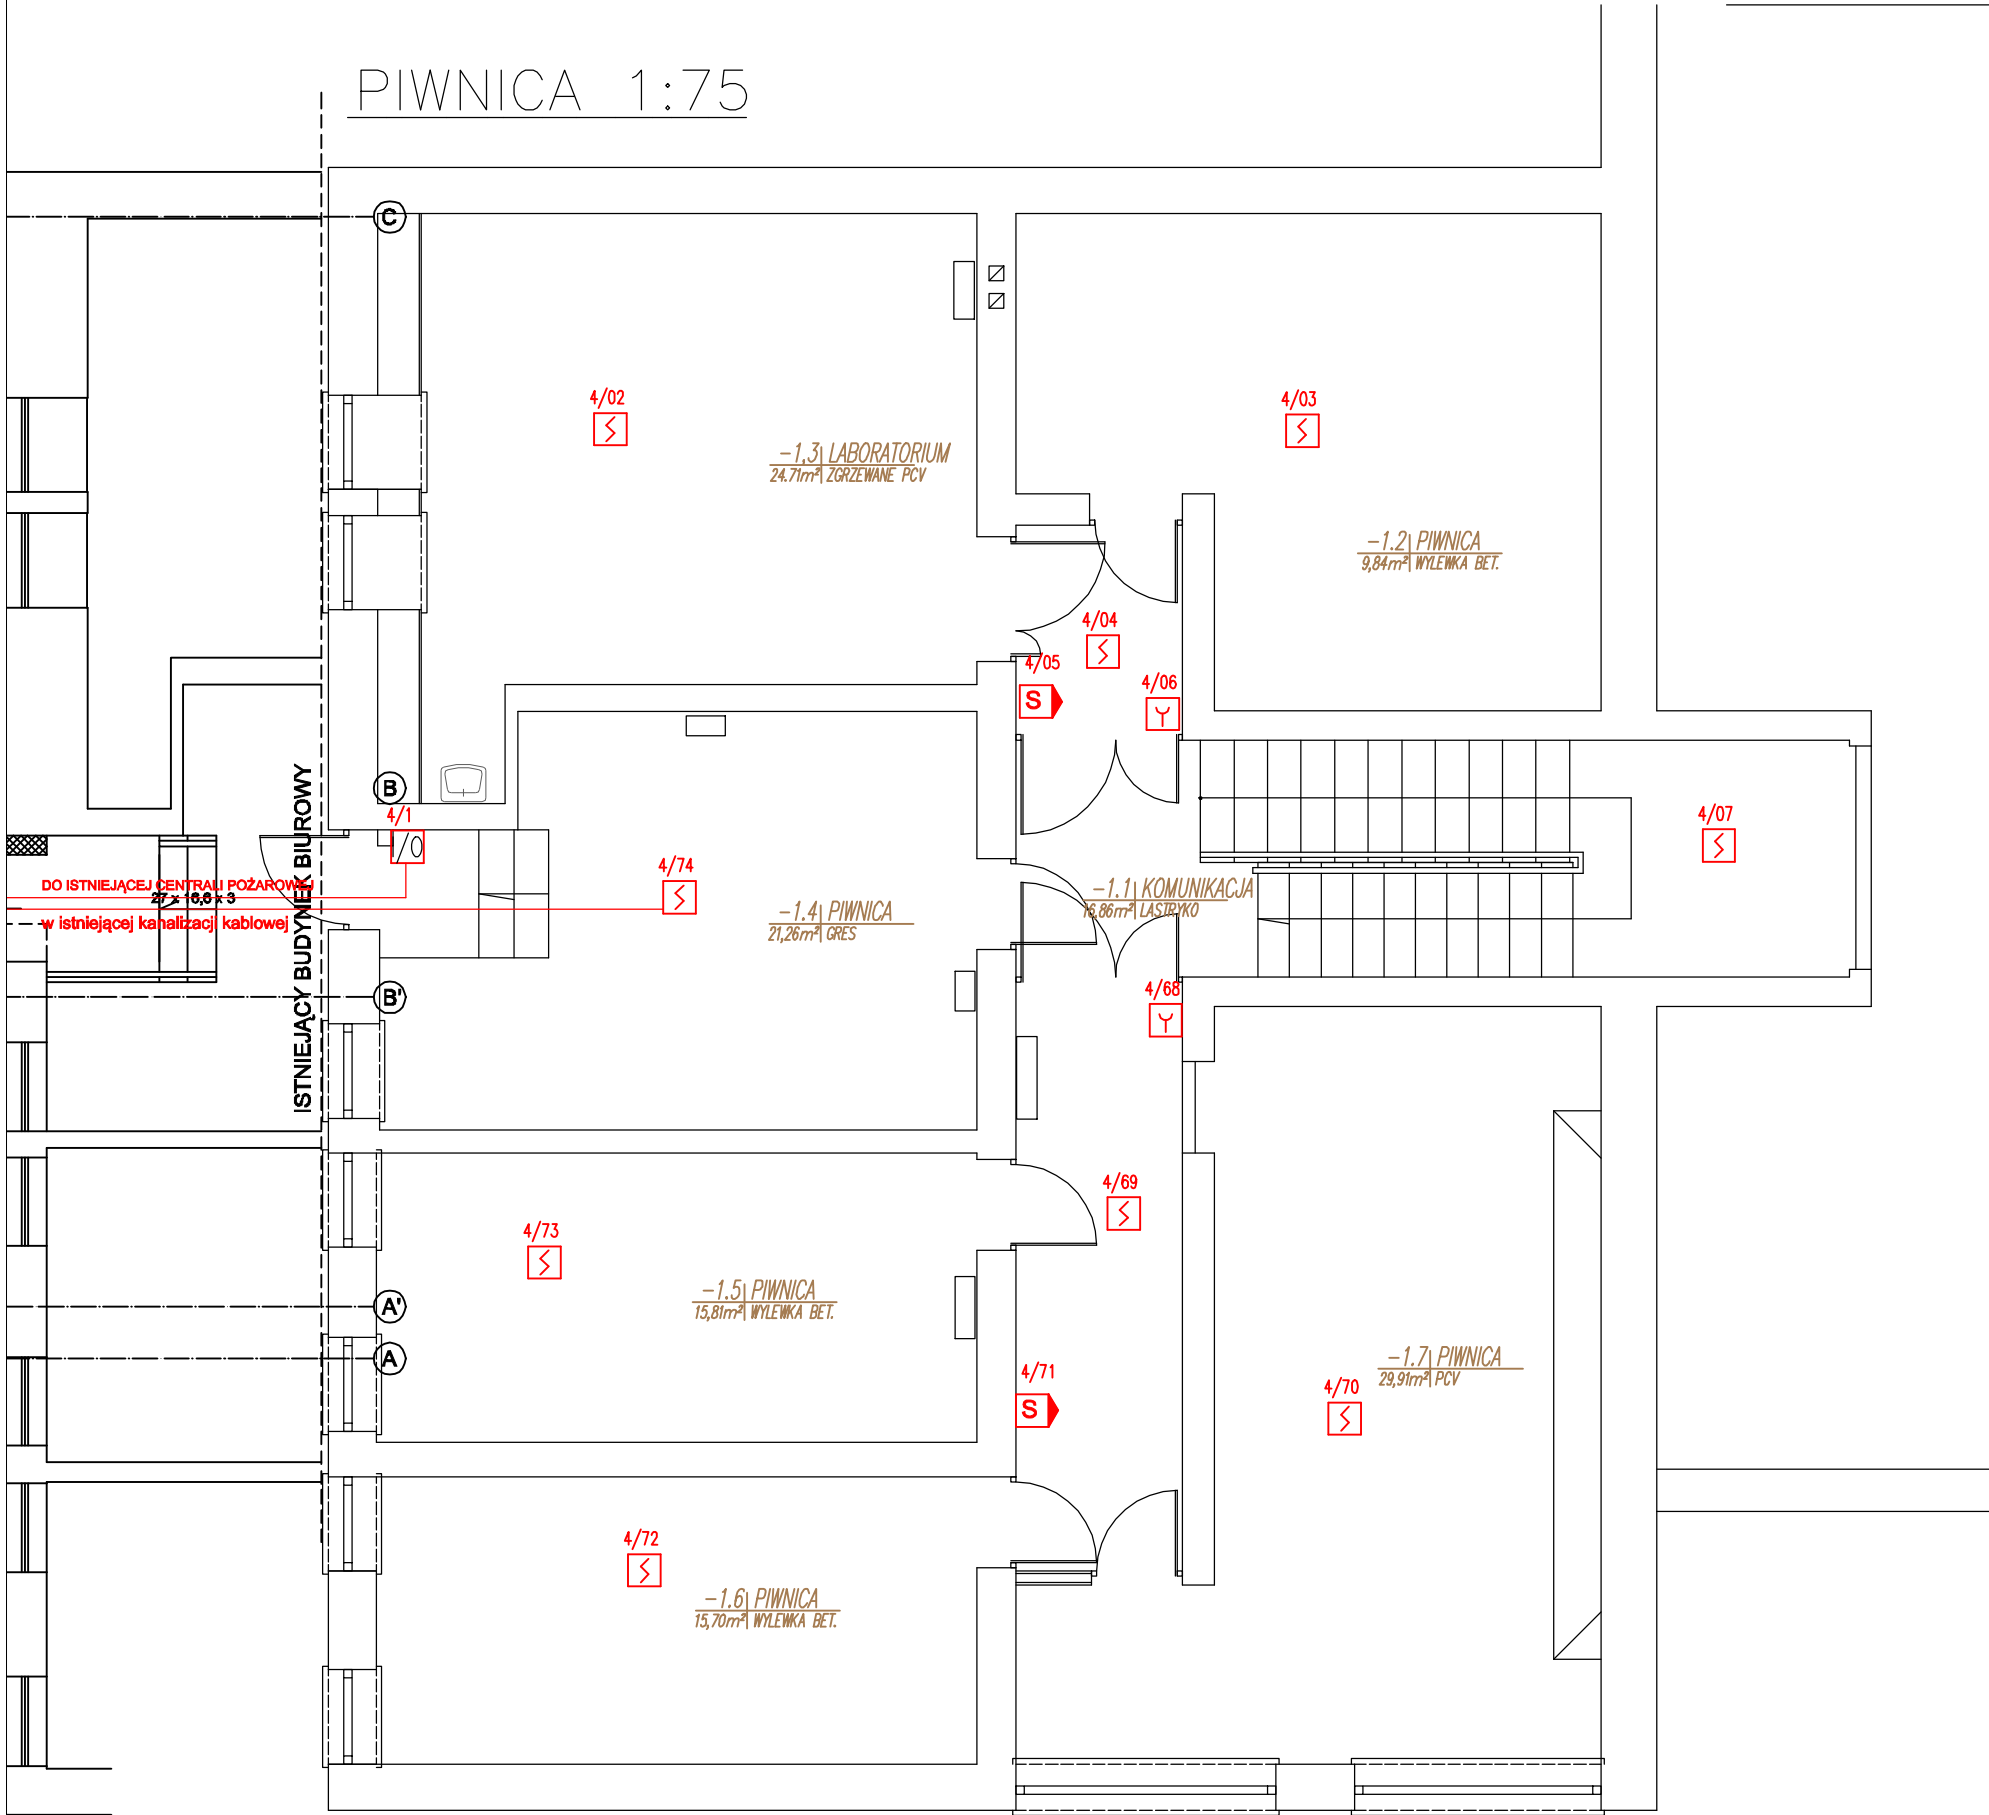 PIWNICA 1:75
C
4/02
4/03
-1,3 LABORATORIUM
24.71m² ZGRZEWANE PCV
-1.2 PIWNICA
9,84m² WYLEWKA BET.
4/04
4/05
S
4/06
B
4/1
4/07
4/74
DO ISTNIEJĄCEJ CENTRALI POŻAROWEJ
27 x 16,6 x 3
w istniejącej kanalizacji kablowej
ISTNIEJĄCY BUDYNEK BIUROWY
-1.4 PIWNICA
21,26m² GRES
-1.1 KOMUNIKACJA
16,86m² LASTRYKO
B'
4/68
4/69
4/73
-1.5 PIWNICA
15,81m² WYLEWKA BET.
A'
A
4/71
S
-1.7 PIWNICA
29,91m² PCV
4/70
4/72
-1.6 PIWNICA
15,70m² WYLEWKA BET.